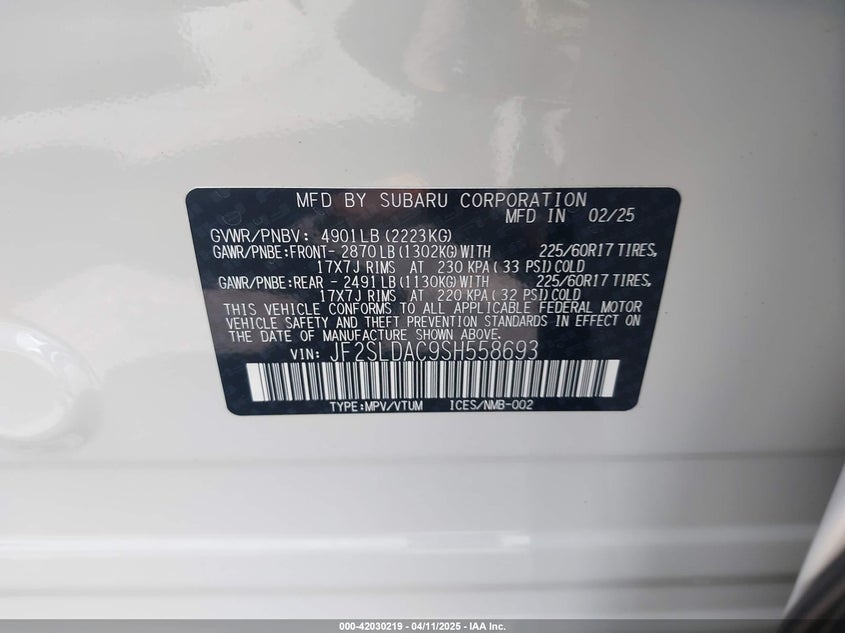 MFD BY SUBARU CORPORATION
MFD IN 02/25
GVWR/PNBV: 4901LB (2223KG)
GAWR/PNBE:FRONT- 2870LB (1302KG)WITH 225/60R17 TIRES,
17X7J RIMS AT 230 KPA (33 PSI)COLD
GAWR/PNBE:REAR - 2491LB (1130KG)WITH 225/60R17 TIRES,
17X7J RIMS AT 220 KPA (32 PSI)COLD
THIS VEHICLE CONFORMS TO ALL APPLICABLE FEDERAL MOTOR
VEHICLE SAFETY AND THEFT PREVENTION STANDARDS IN EFFECT ON
THE DATE OF MANUFACTURE SHOWN ABOVE.
VIN: JF2SLDAC9SH558693
TYPE:MPV/VTUM ICES/NMB-002
000-42030219 - 04/11/2025 - IAA Inc.